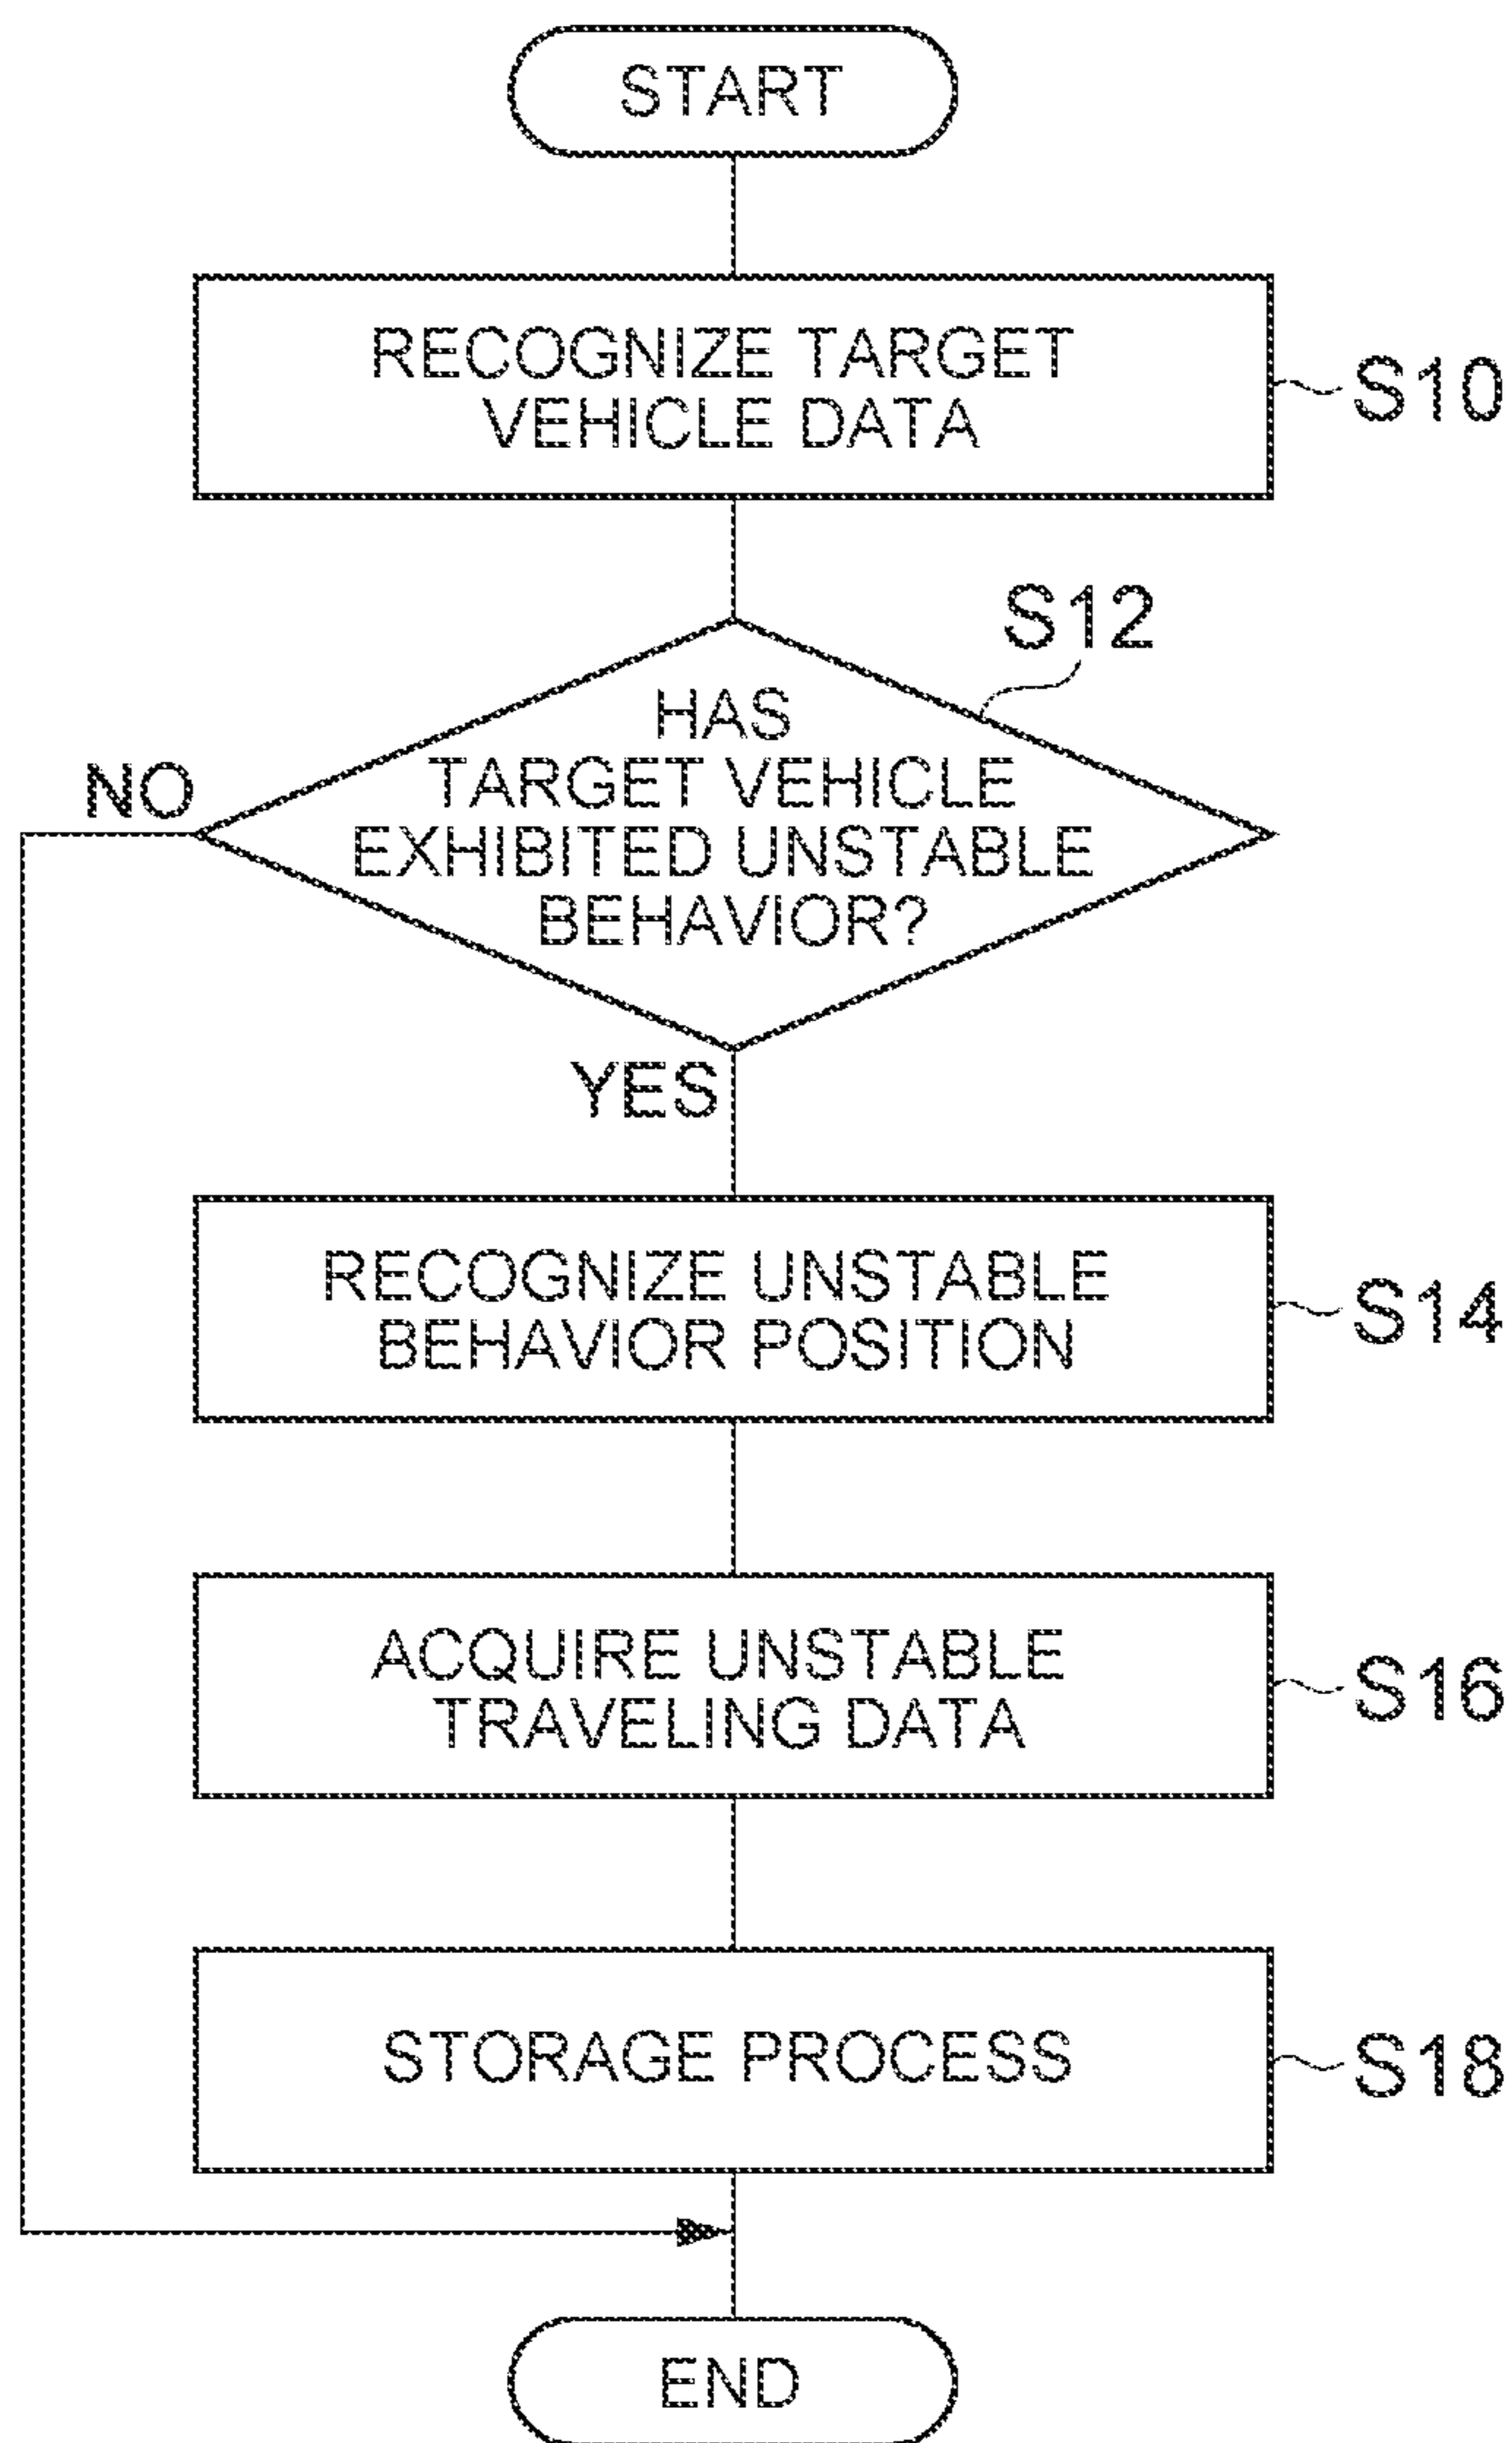 START
RECOGNIZE TARGET
VEHICLE DATA
S10
S12
HAS
TARGET VEHICLE
EXHIBITED UNSTABLE
BEHAVIOR?
NO
YES
RECOGNIZE UNSTABLE
BEHAVIOR POSITION
S14
ACQUIRE UNSTABLE
TRAVELING DATA
S16
STORAGE PROCESS
S18
END